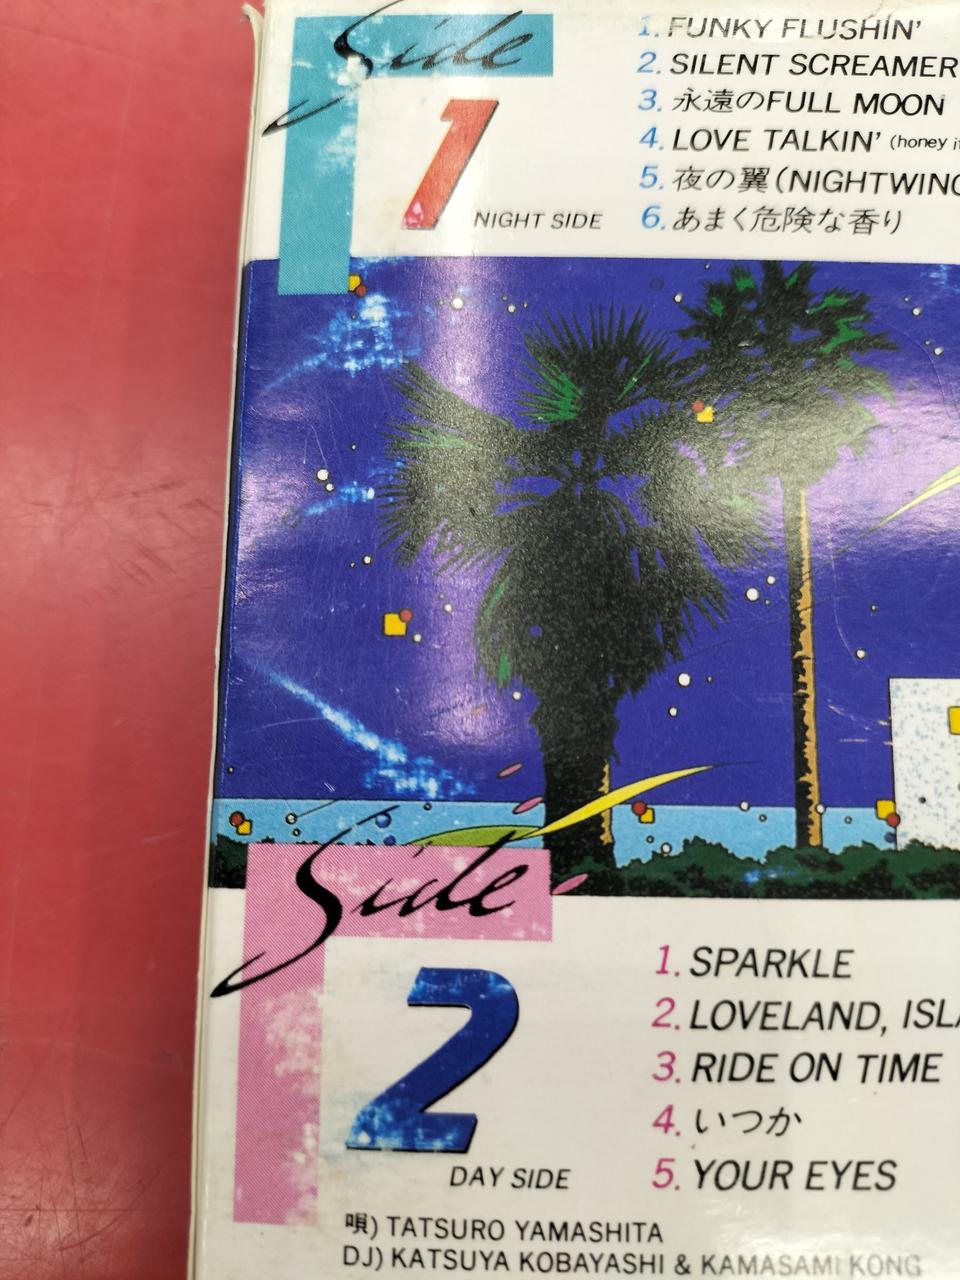 Side
1
NIGHT SIDE
1. FUNKY FLUSHIN'
2. SILENT SCREAMER
3. 永遠のFULL MOON
4. LOVE TALKIN' (honey
5. 夜の翼(NIGHTWING
6. あまく危険な香り
Side
2
DAY SIDE
1. SPARKLE
2. LOVELAND,
3. RIDE ON TIME
4. いつか
5. YOUR EYES
唄) TATSURO YAMASHITA
DJ) KATSUYA KOBAYASHI & KAMASAMI KONG